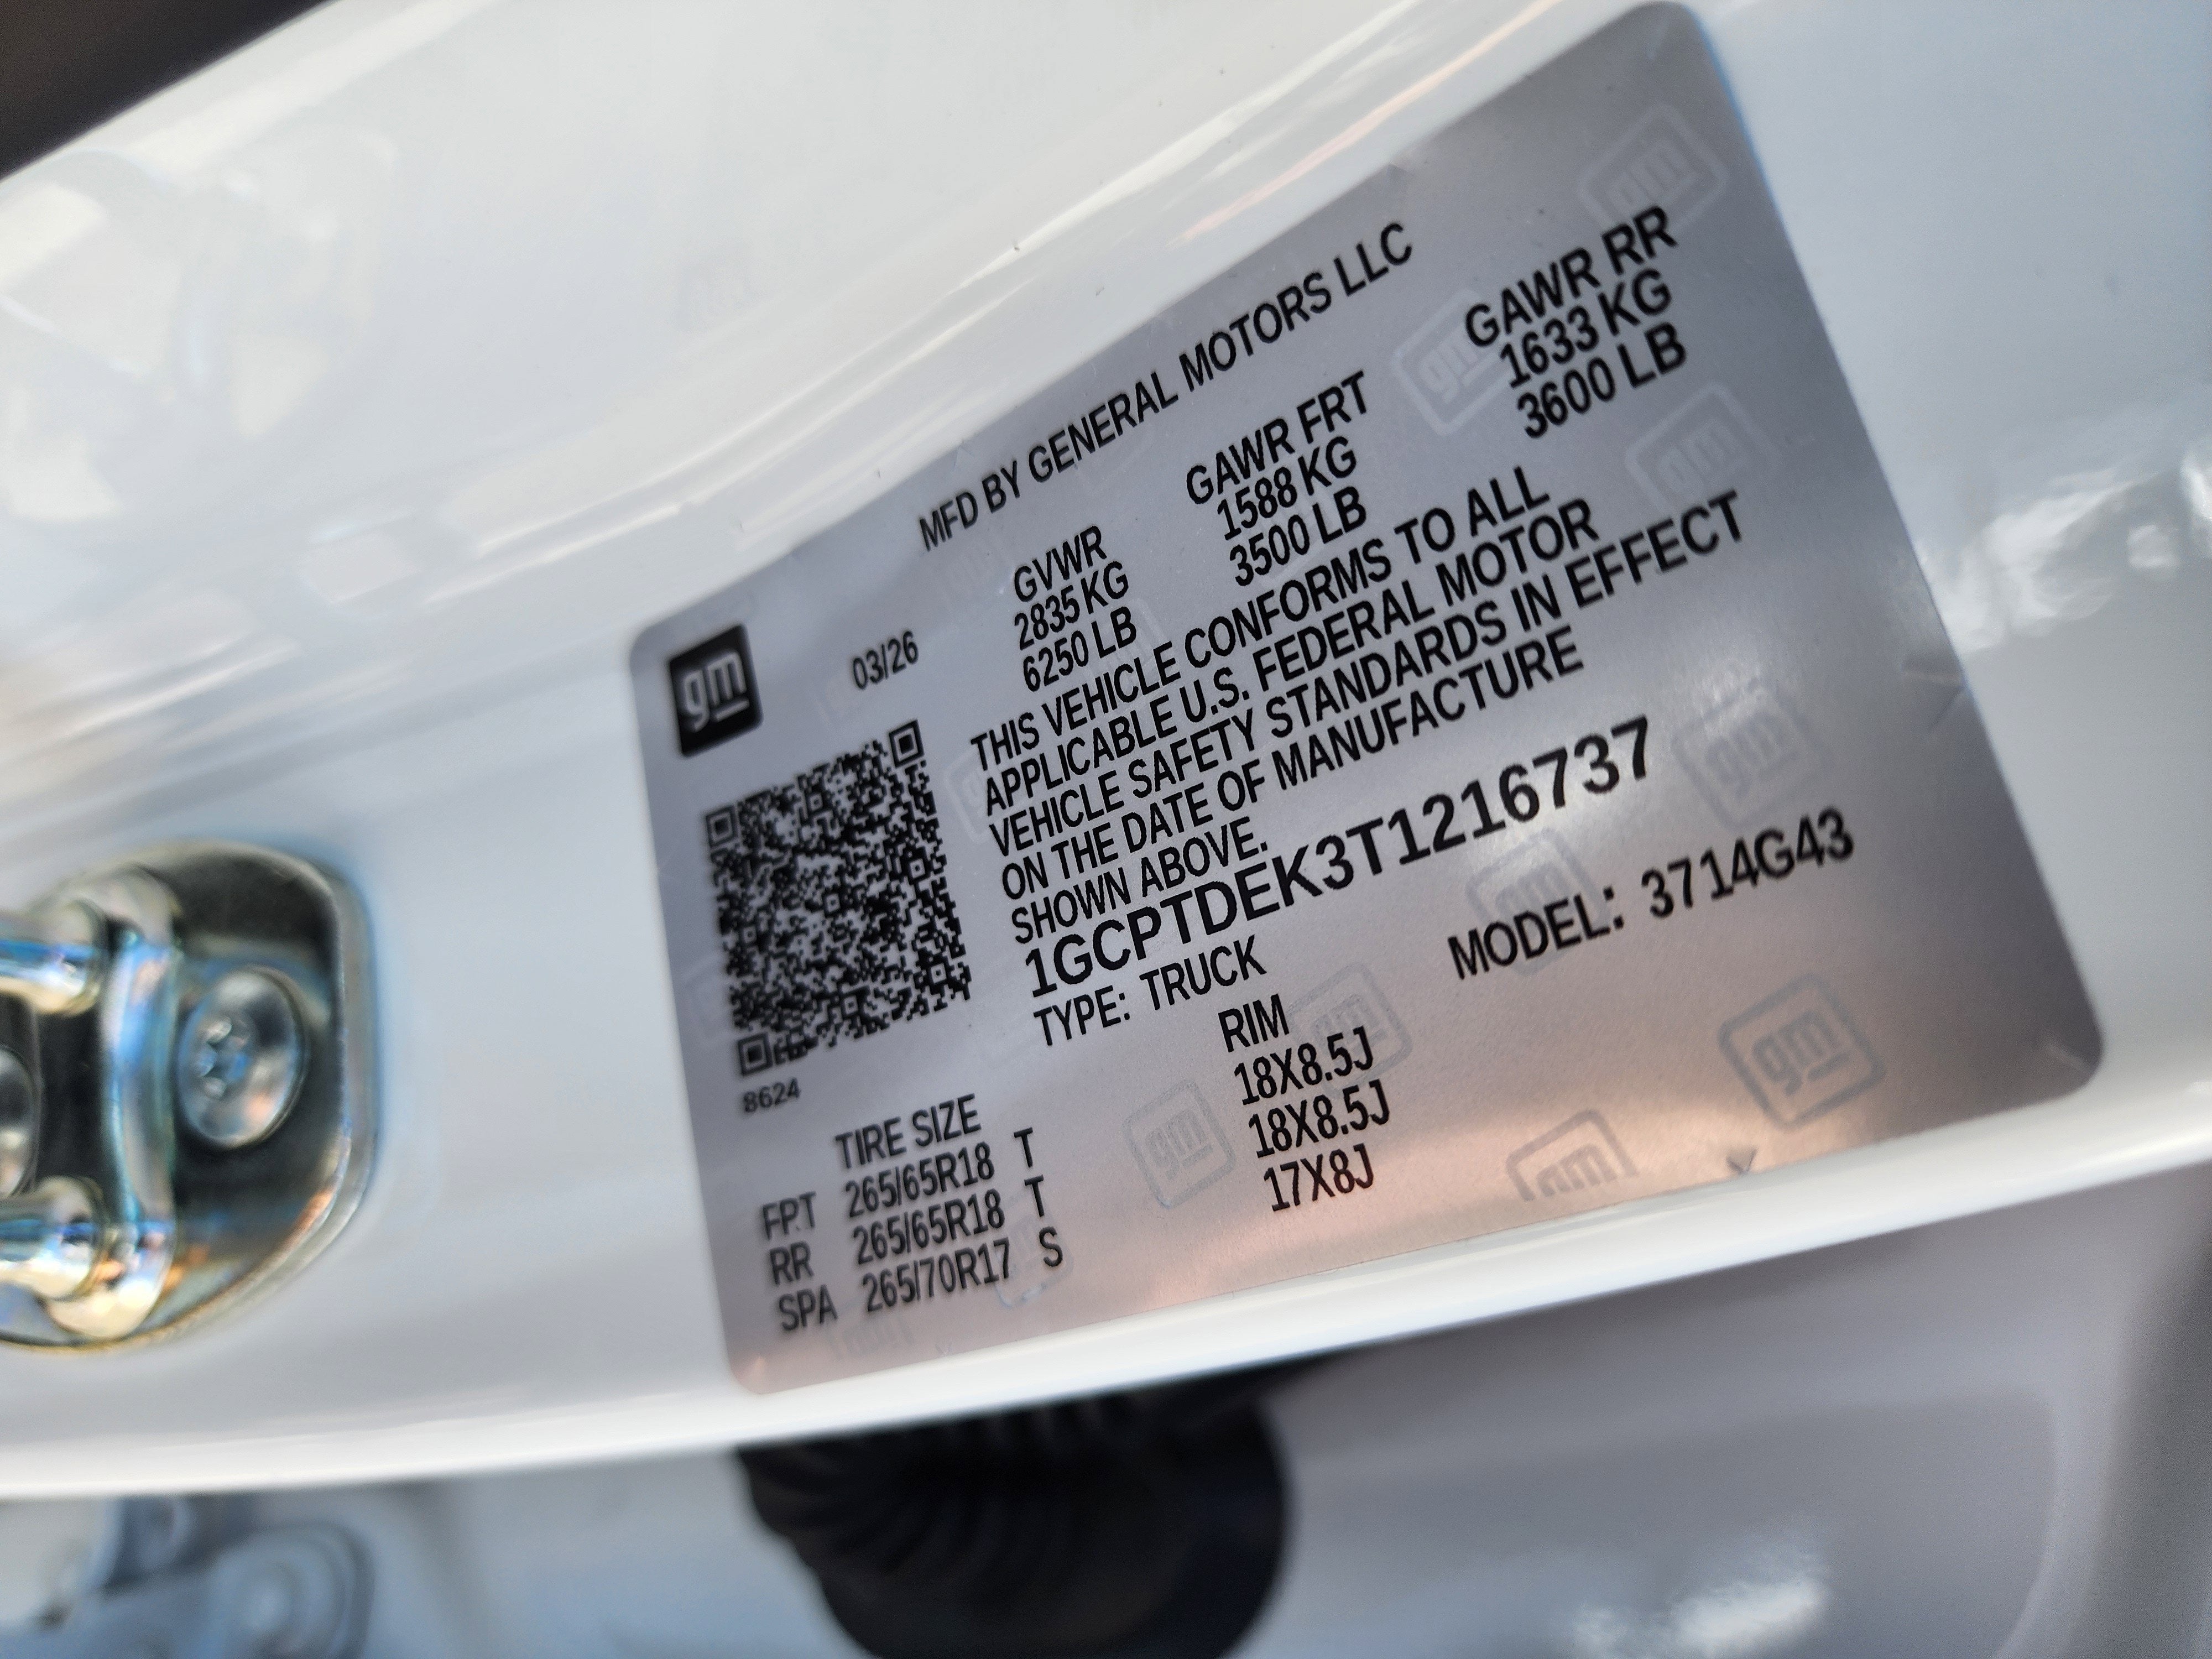 gm
MFD BY GENERAL MOTORS LLC
03/26
GVWR GAWR FRT GAWR RR
2835 KG 1588 KG 1633 KG
6250 LB 3500 LB 3600 LB
THIS VEHICLE CONFORMS TO ALL
APPLICABLE U.S. FEDERAL MOTOR
VEHICLE SAFETY STANDARDS IN EFFECT
ON THE DATE OF MANUFACTURE
SHOWN ABOVE.
1GCPTDEK3T1216737
TYPE: TRUCK MODEL: 3714G43
8624
TIRE SIZE RIM
FRT 265/65R18 T 18X8.5J
RR 265/65R18 T 18X8.5J
SPA 265/70R17 S 17X8J